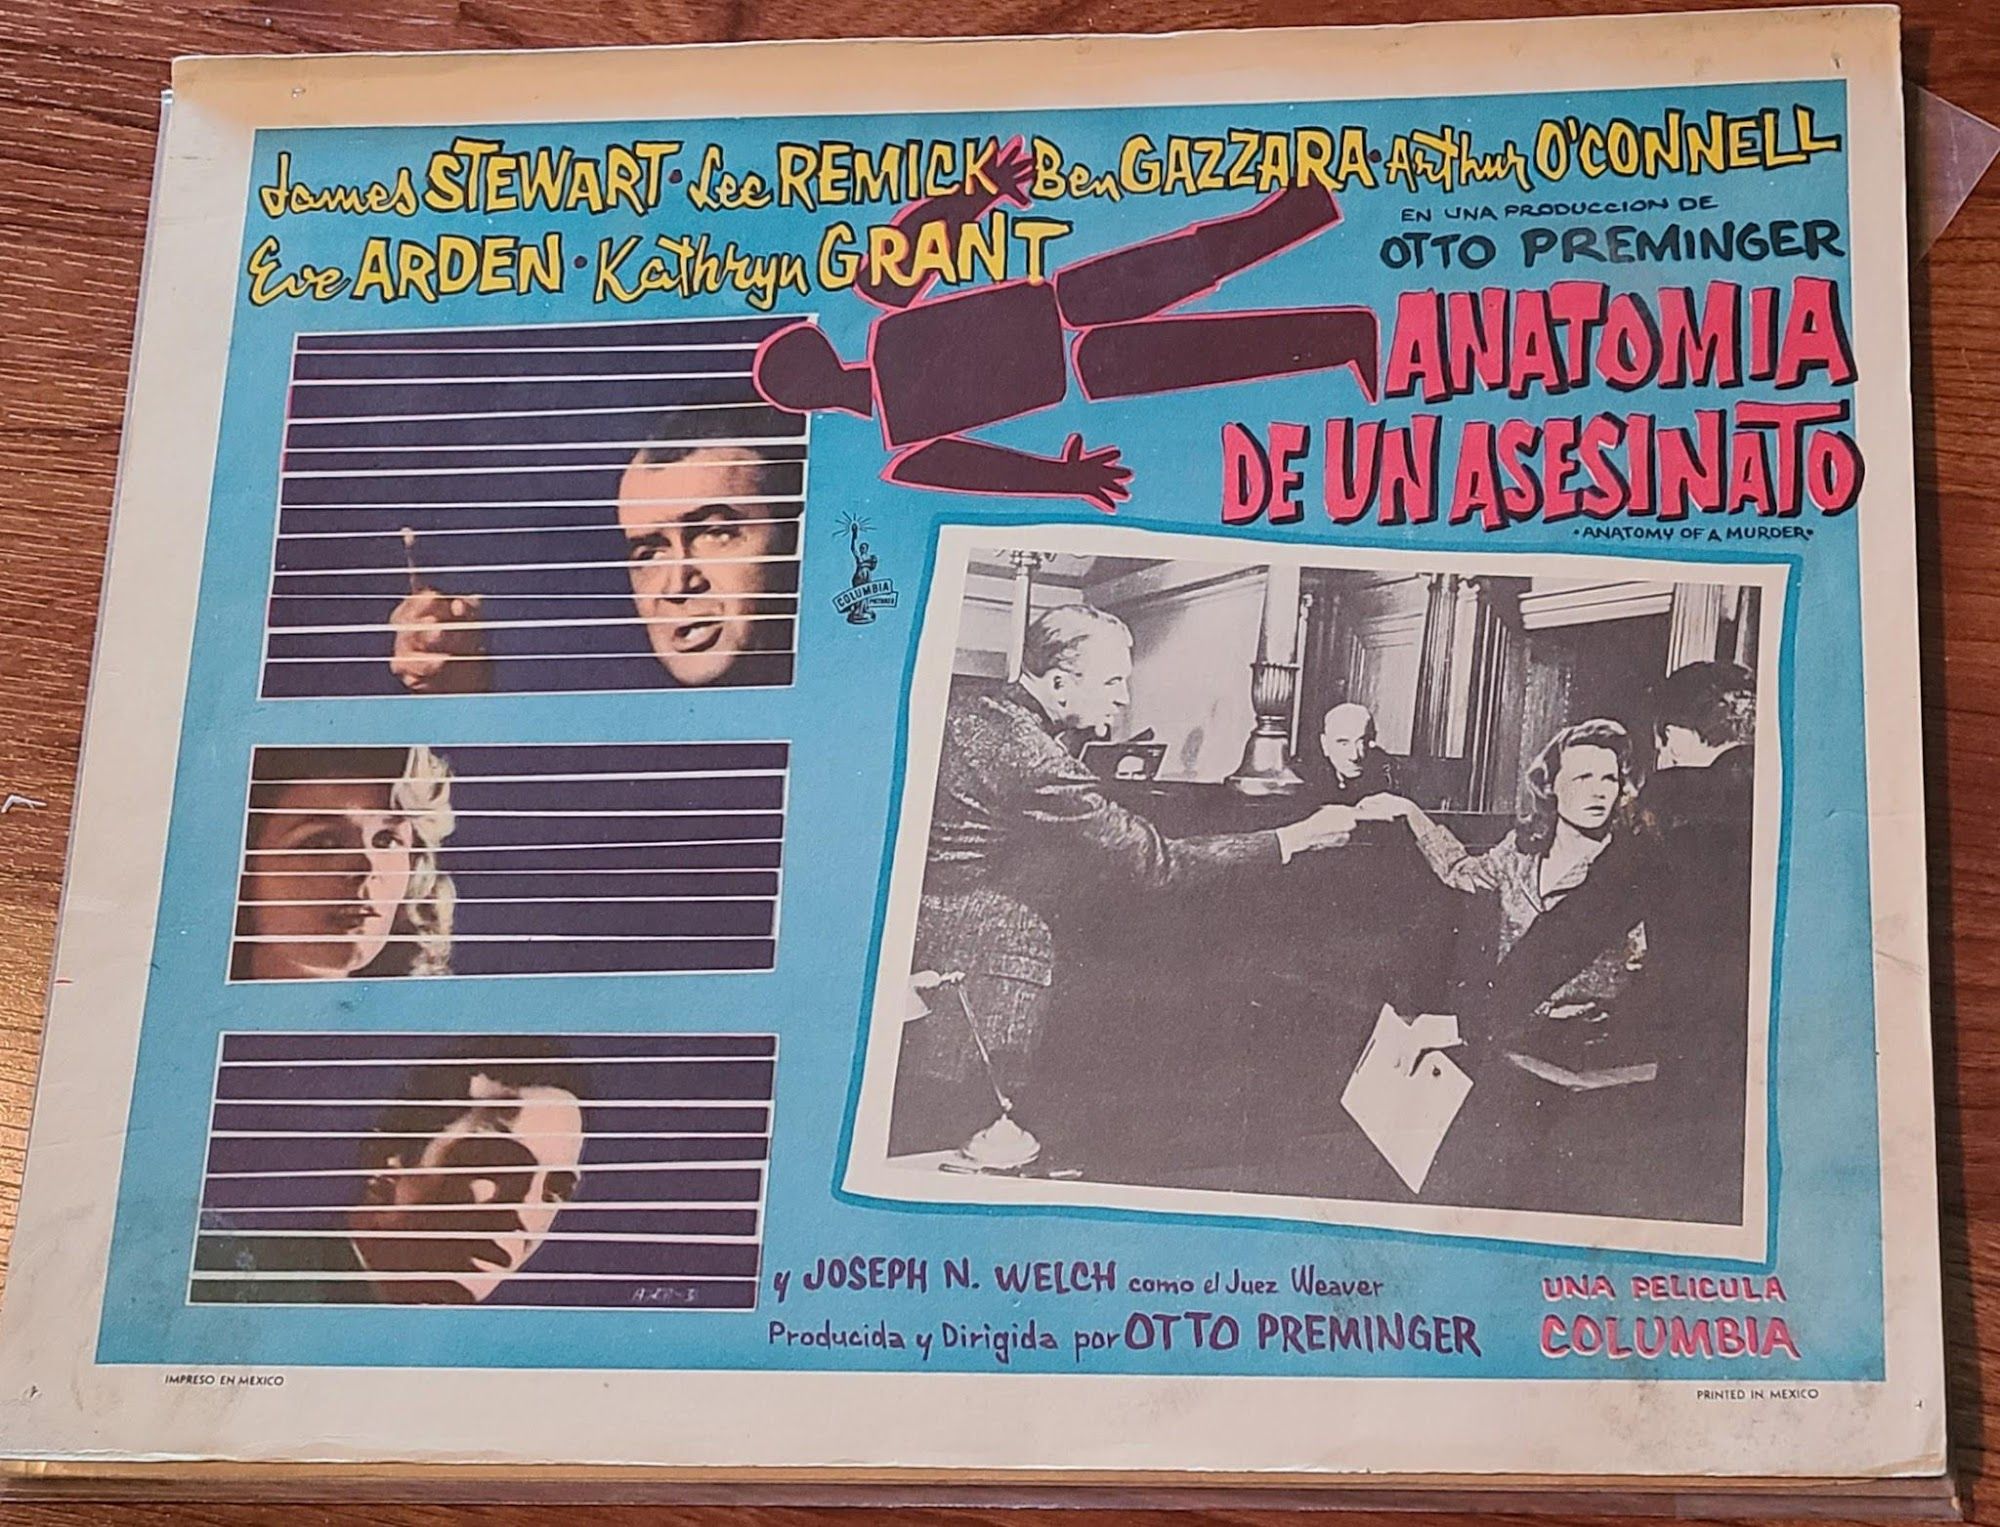 James STEWART · Lee REMICK · Ben GAZZARA · Arthur O'CONNELL
Eve ARDEN · Kathryn GRANT
EN UNA PRODUCCION DE
OTTO PREMINGER
ANATOMIA
DE UN ASESINATO
·ANATOMY OF A MURDER·
COLUMBIA
PICTURES
y JOSEPH N. WELCH como el Juez Weaver
Producida y Dirigida por OTTO PREMINGER
UNA PELICULA
COLUMBIA
IMPRESO EN MEXICO
PRINTED IN MEXICO